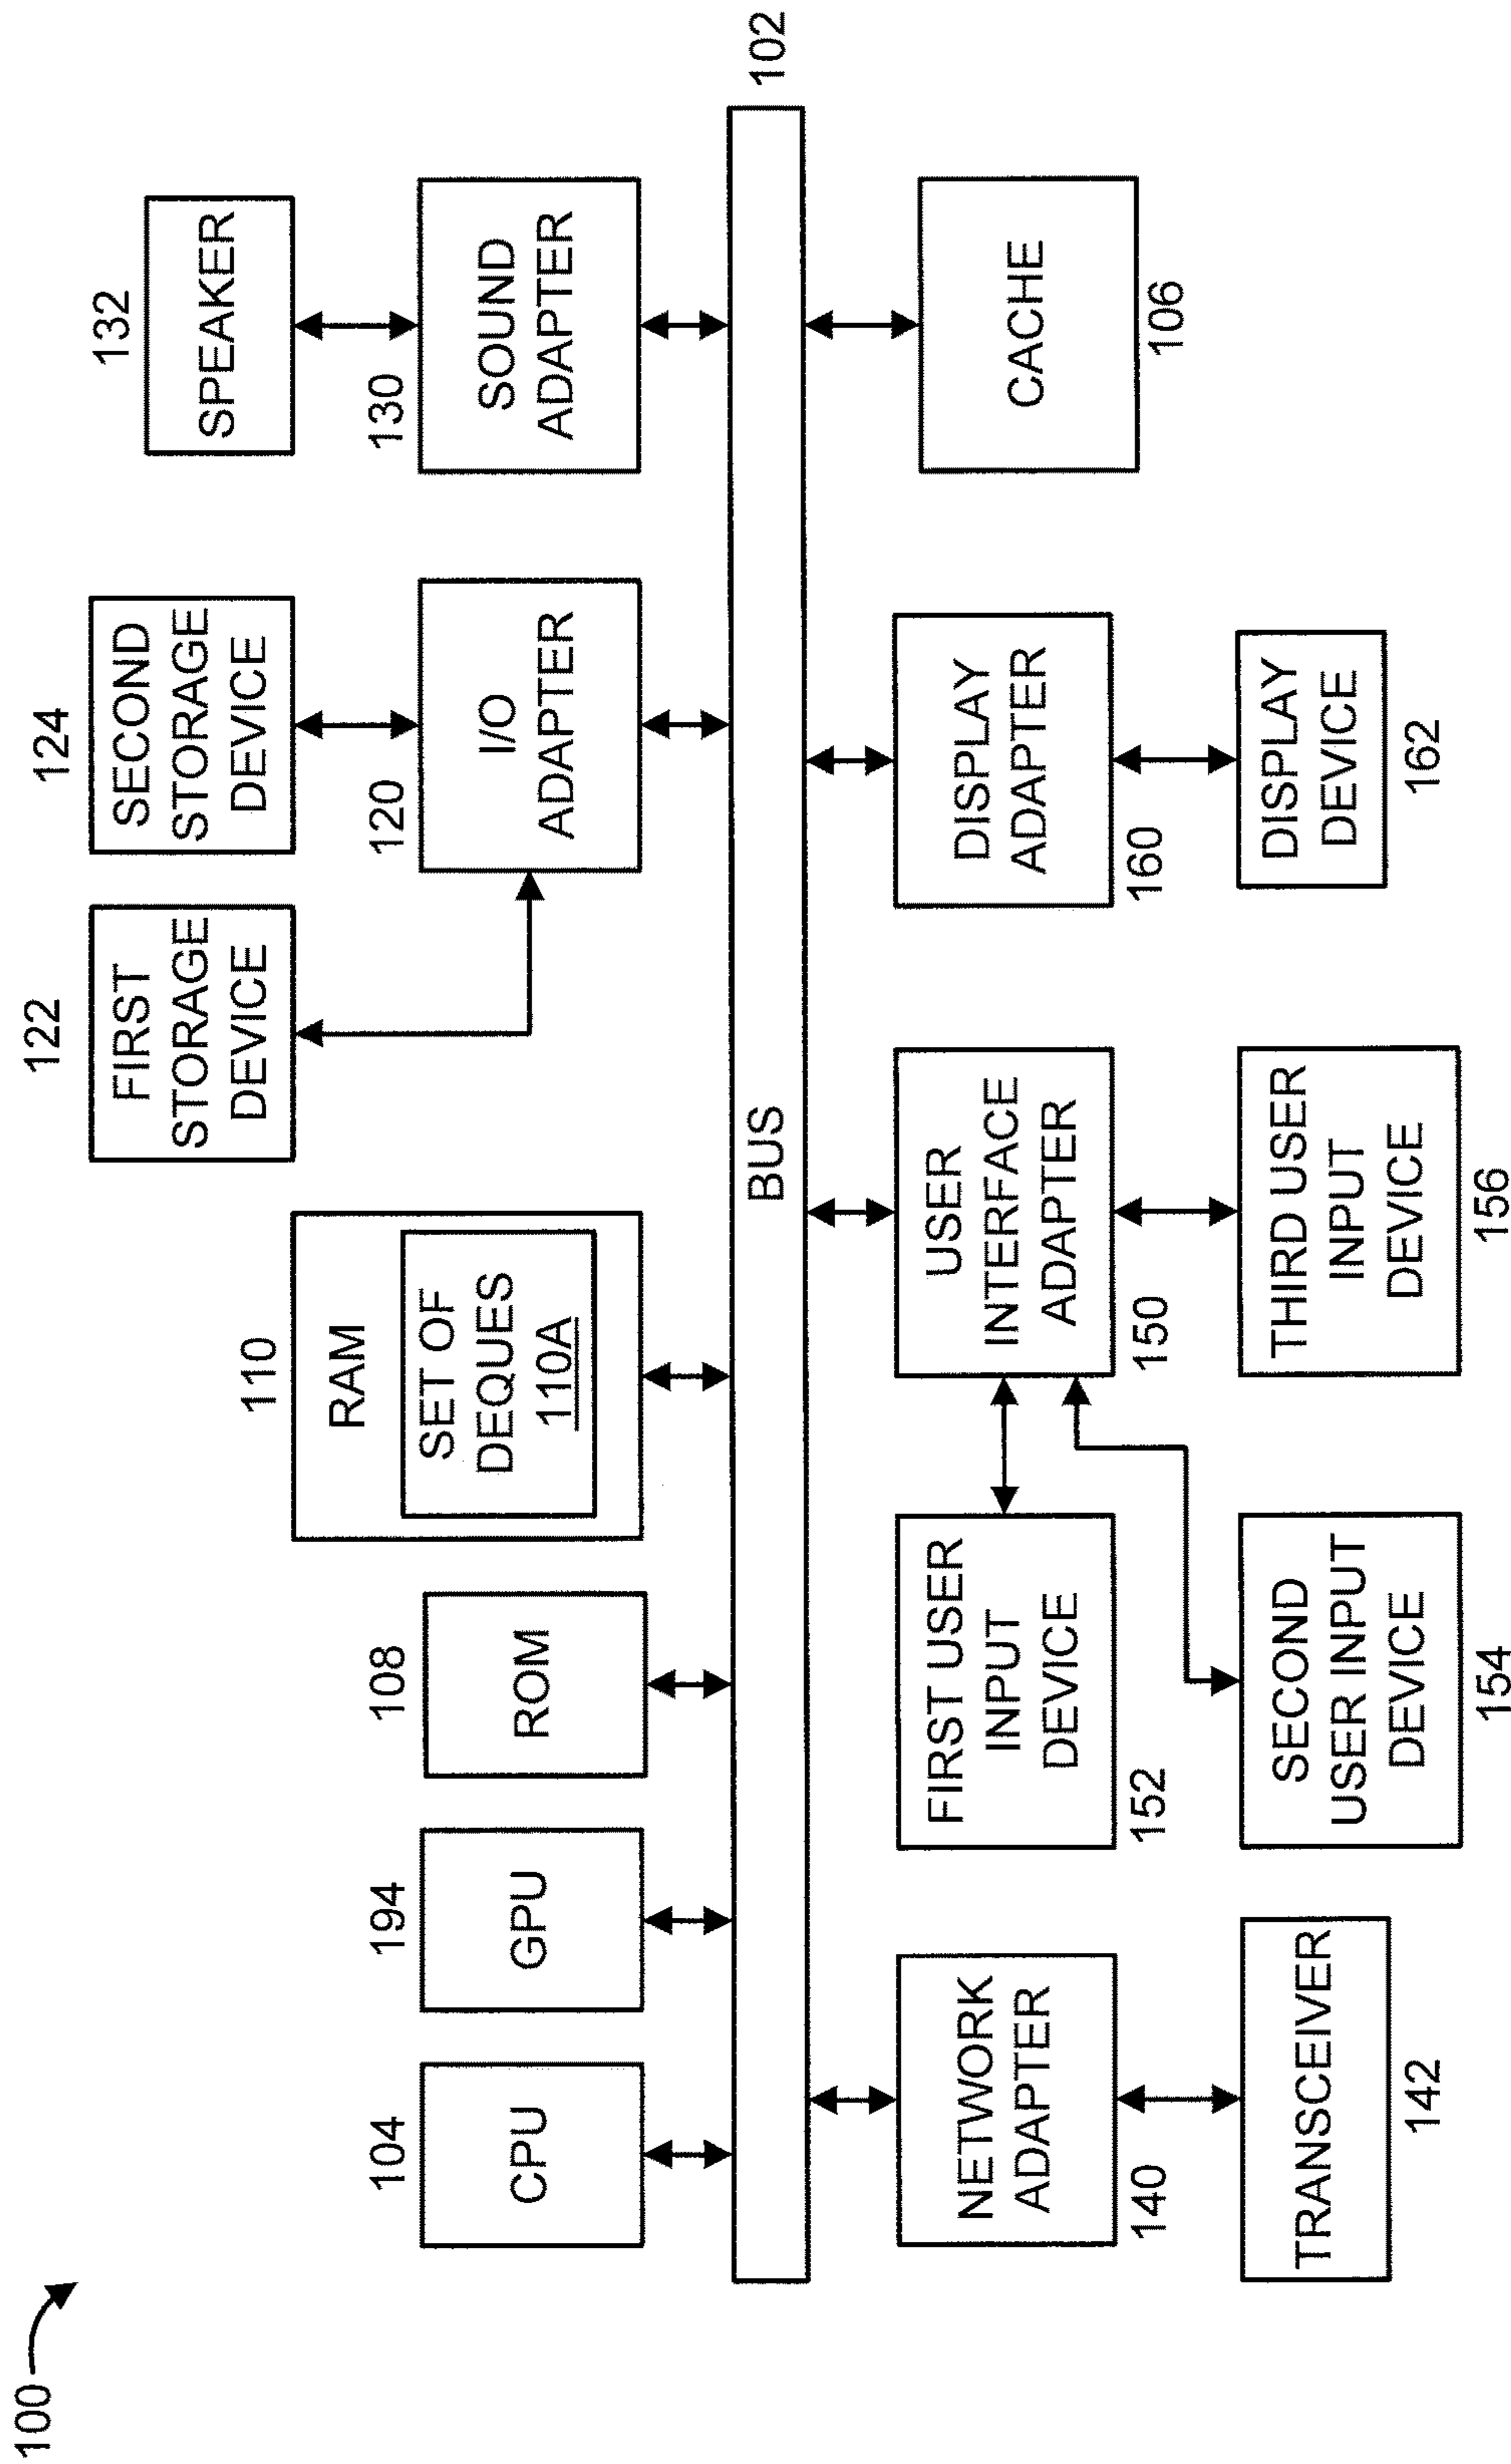 100
122
FIRST
STORAGE
DEVICE
124
SECOND
STORAGE
DEVICE
132
SPEAKER
104
CPU
194
GPU
108
ROM
110
RAM
SET OF
DEQUES
110A
120
I/O
ADAPTER
130
SOUND
ADAPTER
BUS
102
NETWORK
ADAPTER
140
FIRST USER
INPUT
DEVICE
152
USER
INTERFACE
ADAPTER
150
DISPLAY
ADAPTER
160
CACHE
106
TRANSCEIVER
142
SECOND
USER INPUT
DEVICE
154
THIRD USER
INPUT
DEVICE
156
DISPLAY
DEVICE
162